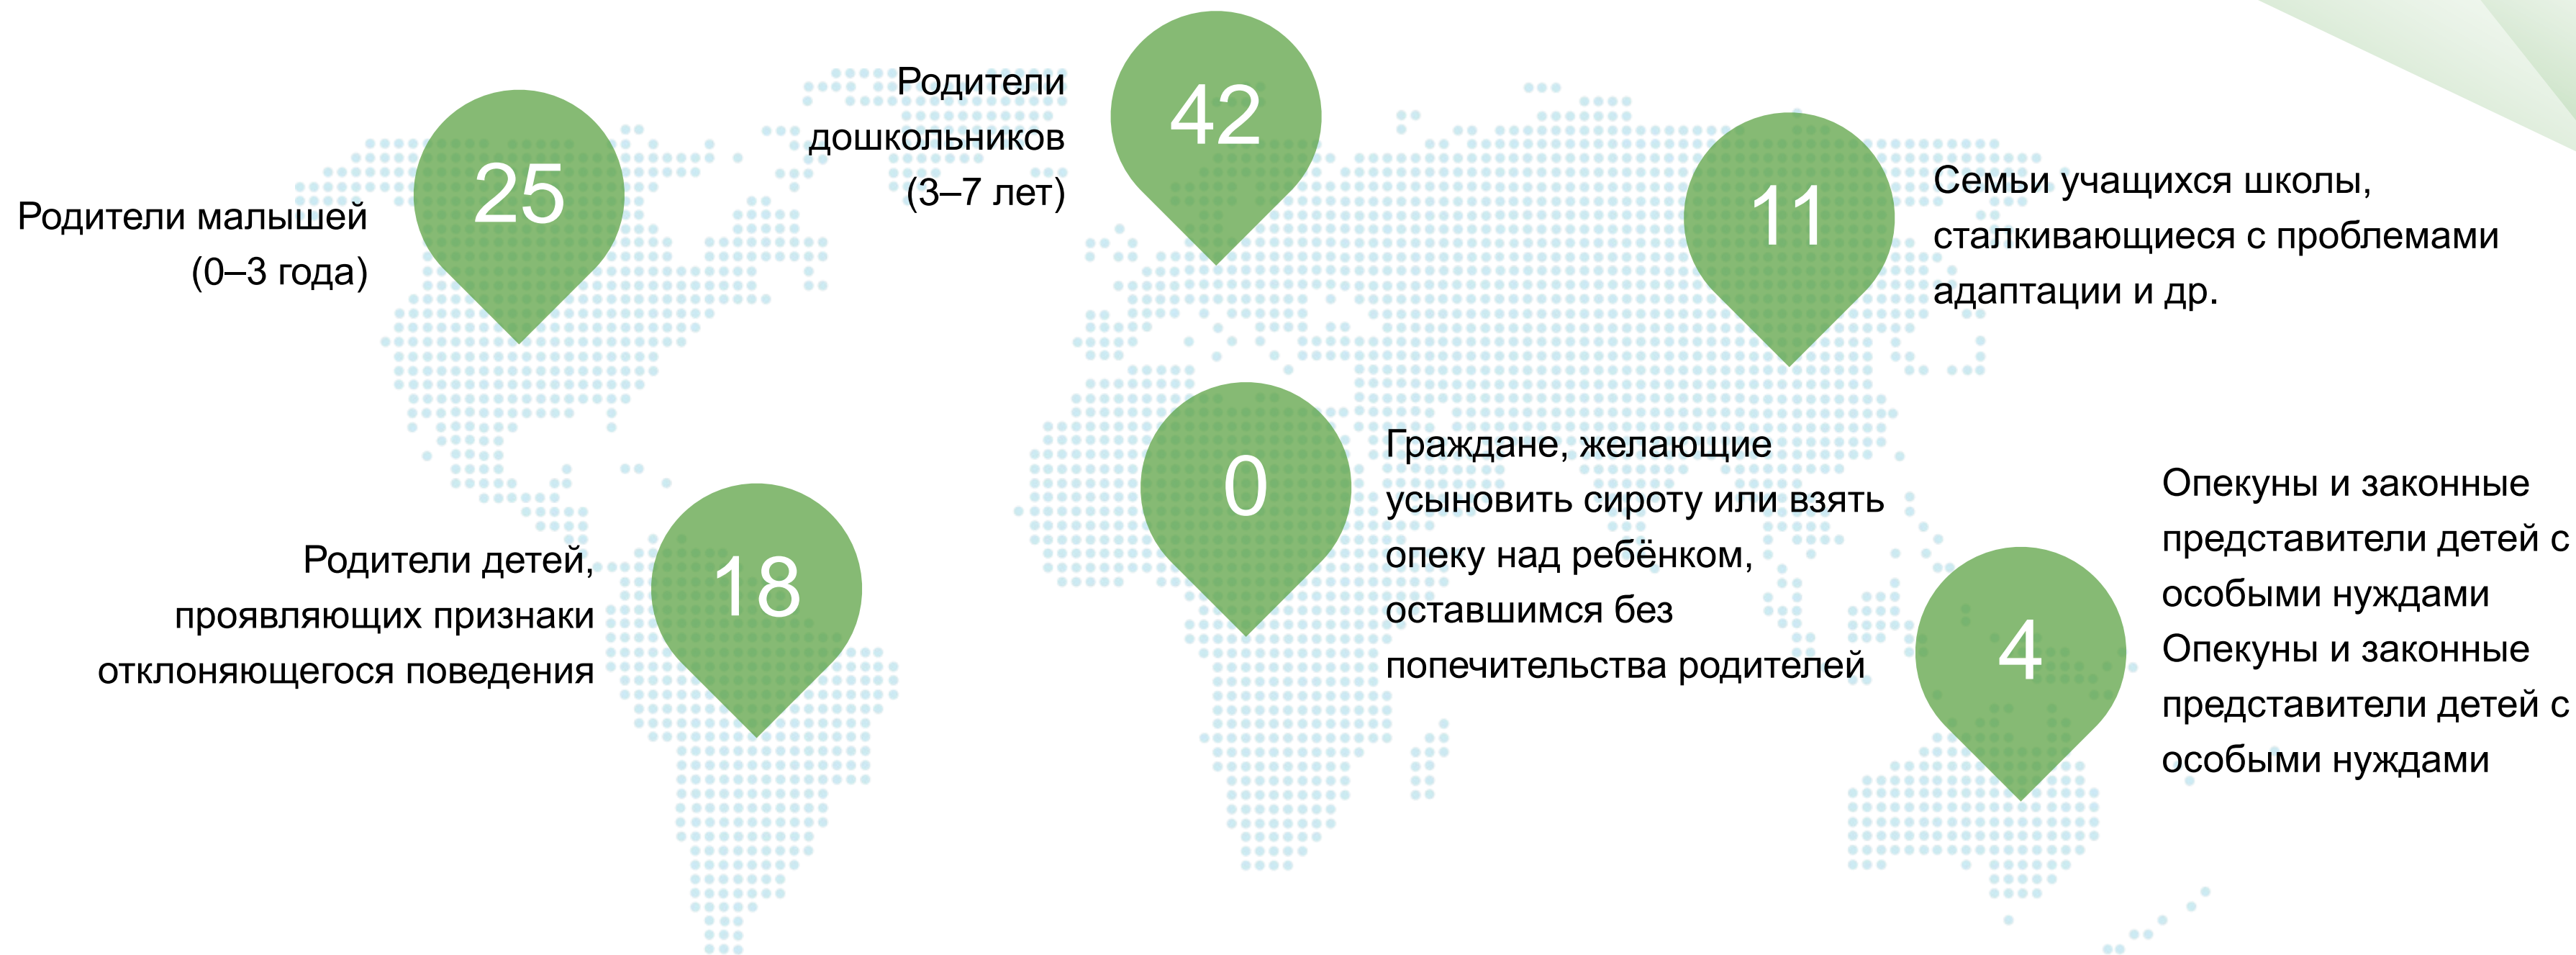 Родители малышей
(0–3 года)
25
Родители
дошкольников
(3–7 лет)
42
11
Семьи учащихся школы,
сталкивающиеся с проблемами
адаптации и др.
Родители детей,
проявляющих признаки
отклоняющегося поведения
18
0
Граждане, желающие
усыновить сироту или взять
опеку над ребёнком,
оставшимся без
попечительства родителей
4
Опекуны и законные
представители детей с
особыми нуждами
Опекуны и законные
представители детей с
особыми нуждами